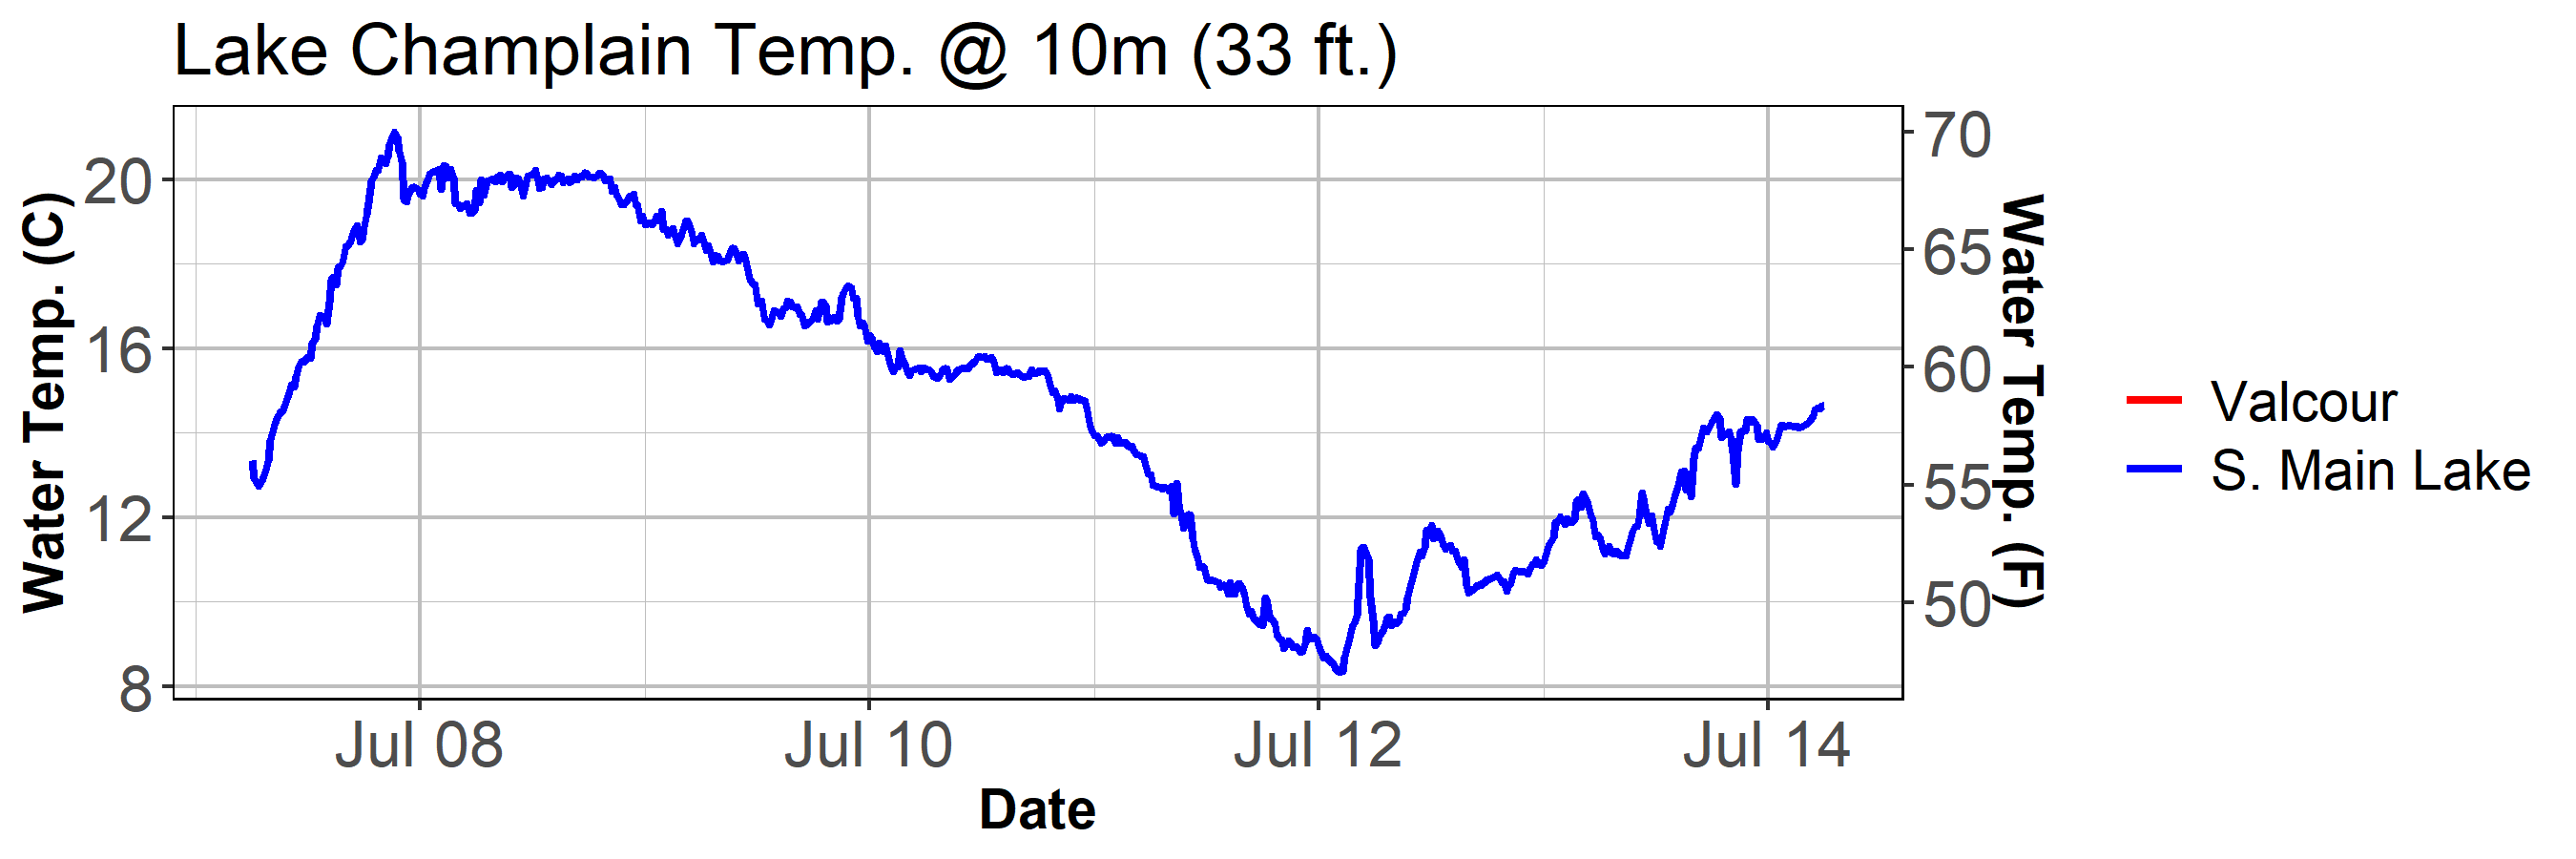 Lake Champlain Temp. @ 10m (33 ft.)
Water Temp. (C)
20
16
12
8
70
65
60
55
50
Water Temp. (F)
Jul 08
Jul 10
Jul 12
Jul 14
Date
Valcour
S. Main Lake